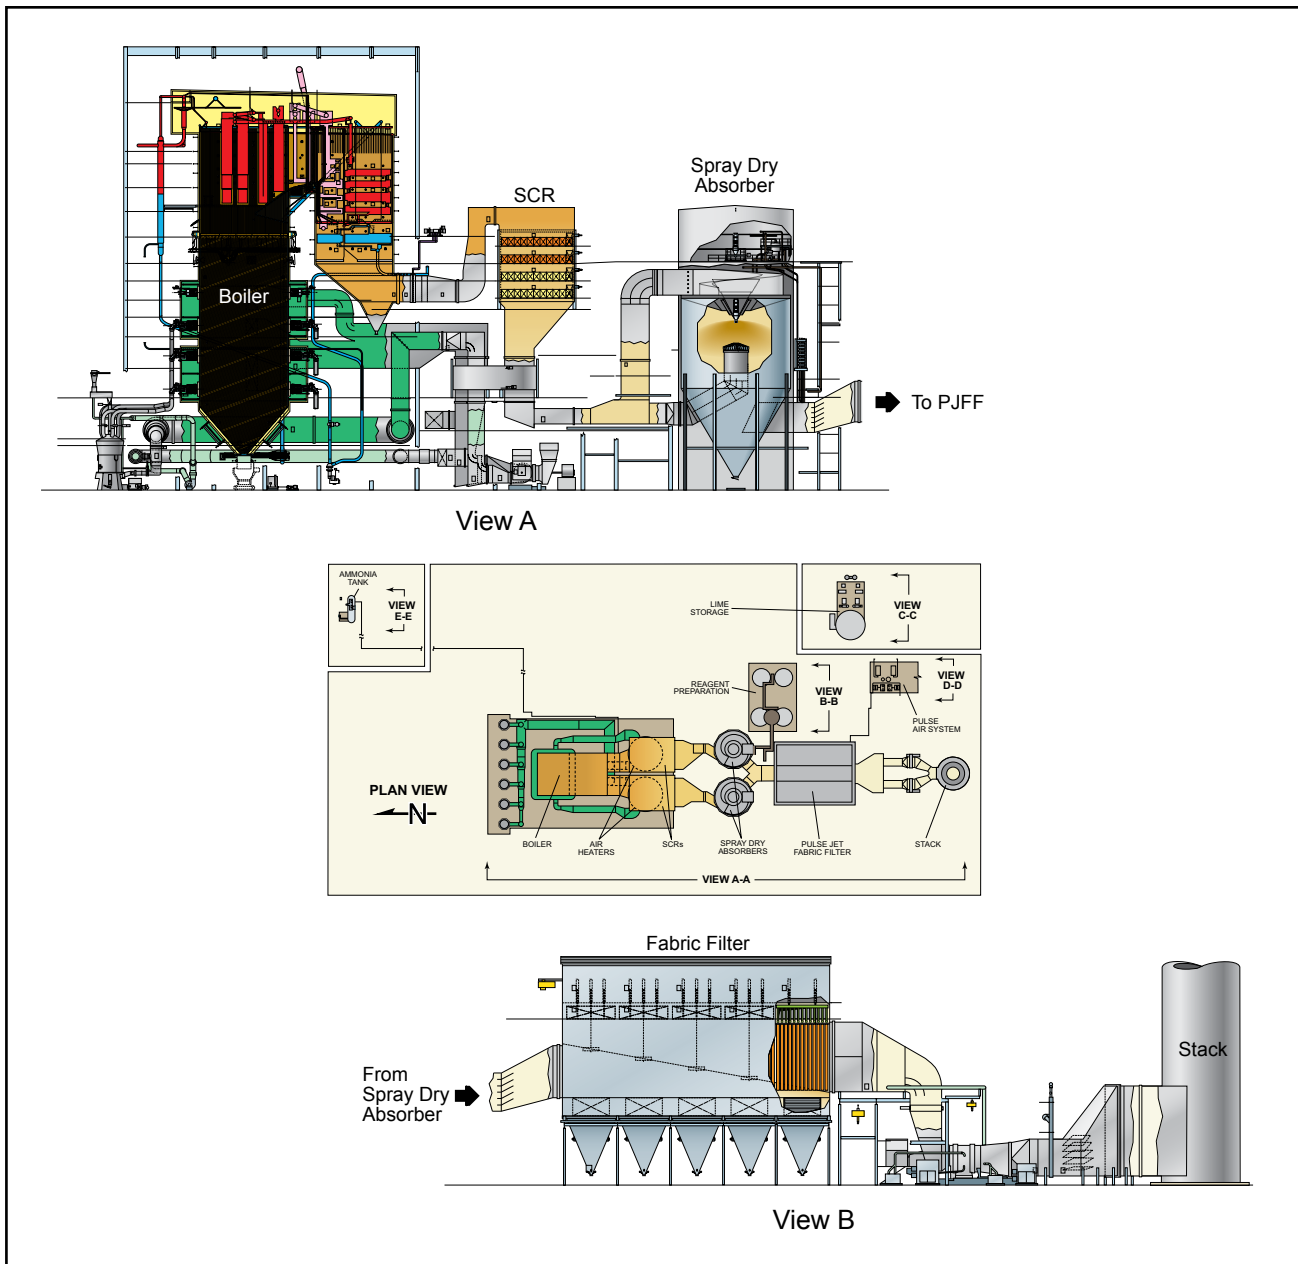 Spray Dry
Absorber
SCR
Boiler
To PJFF
View A
AMMONIA
TANK
VIEW
E-E
LIME
STORAGE
VIEW
C-C
REAGENT
PREPARATION
VIEW
B-B
VIEW
D-D
PULSE
AIR SYSTEM
PLAN VIEW
N
BOILER
AIR
HEATERS
SCRs
SPRAY DRY
ABSORBERS
PULSE JET
FABRIC FILTER
STACK
VIEW A-A
Fabric Filter
From
Spray Dry
Absorber
Stack
View B